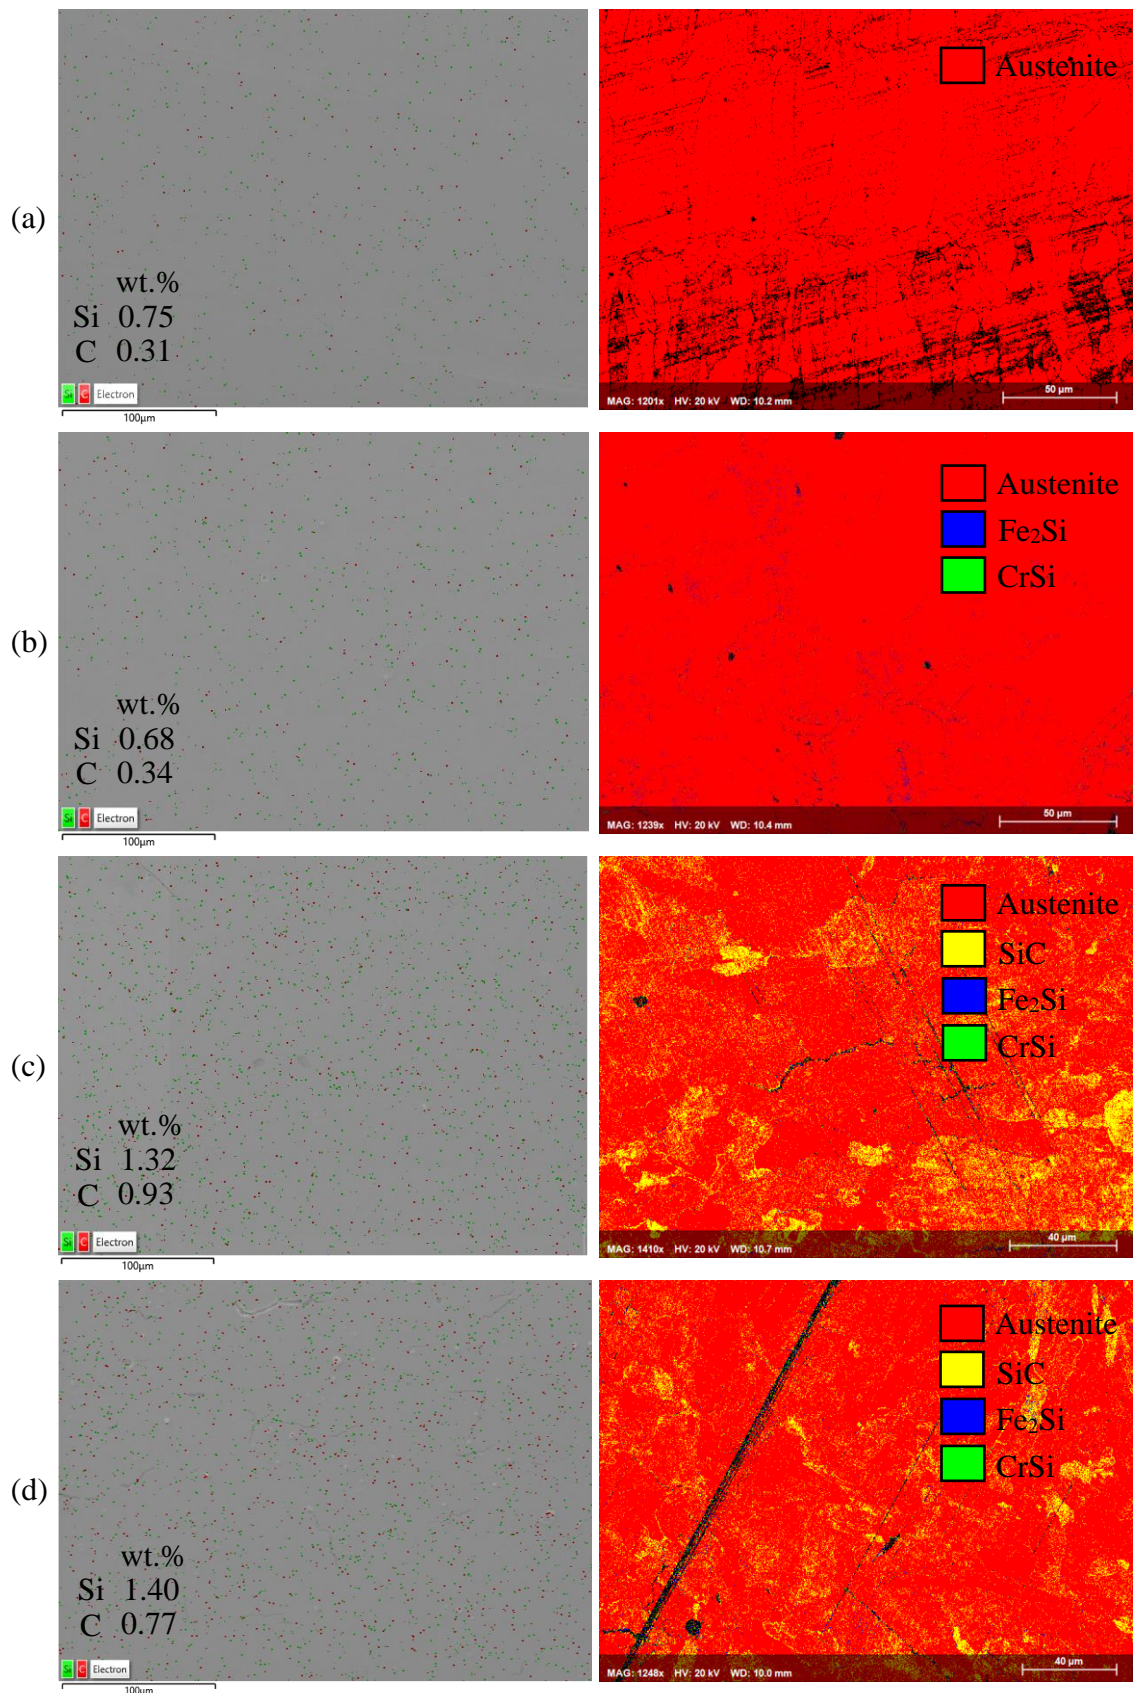 (a)
wt.%
Si 0.75
C 0.31
Si C Electron
100µm
Austenite
MAG: 1201x HV: 20 kV WD: 10.2 mm
50 µm
(b)
wt.%
Si 0.68
C 0.34
Si C Electron
100µm
Austenite
Fe₂Si
CrSi
MAG: 1239x HV: 20 kV WD: 10.4 mm
50 µm
(c)
wt.%
Si 1.32
C 0.93
Si C Electron
100µm
Austenite
SiC
Fe₂Si
CrSi
MAG: 1410x HV: 20 kV WD: 10.7 mm
40 µm
(d)
wt.%
Si 1.40
C 0.77
Si C Electron
100µm
Austenite
SiC
Fe₂Si
CrSi
MAG: 1248x HV: 20 kV WD: 10.0 mm
40 µm